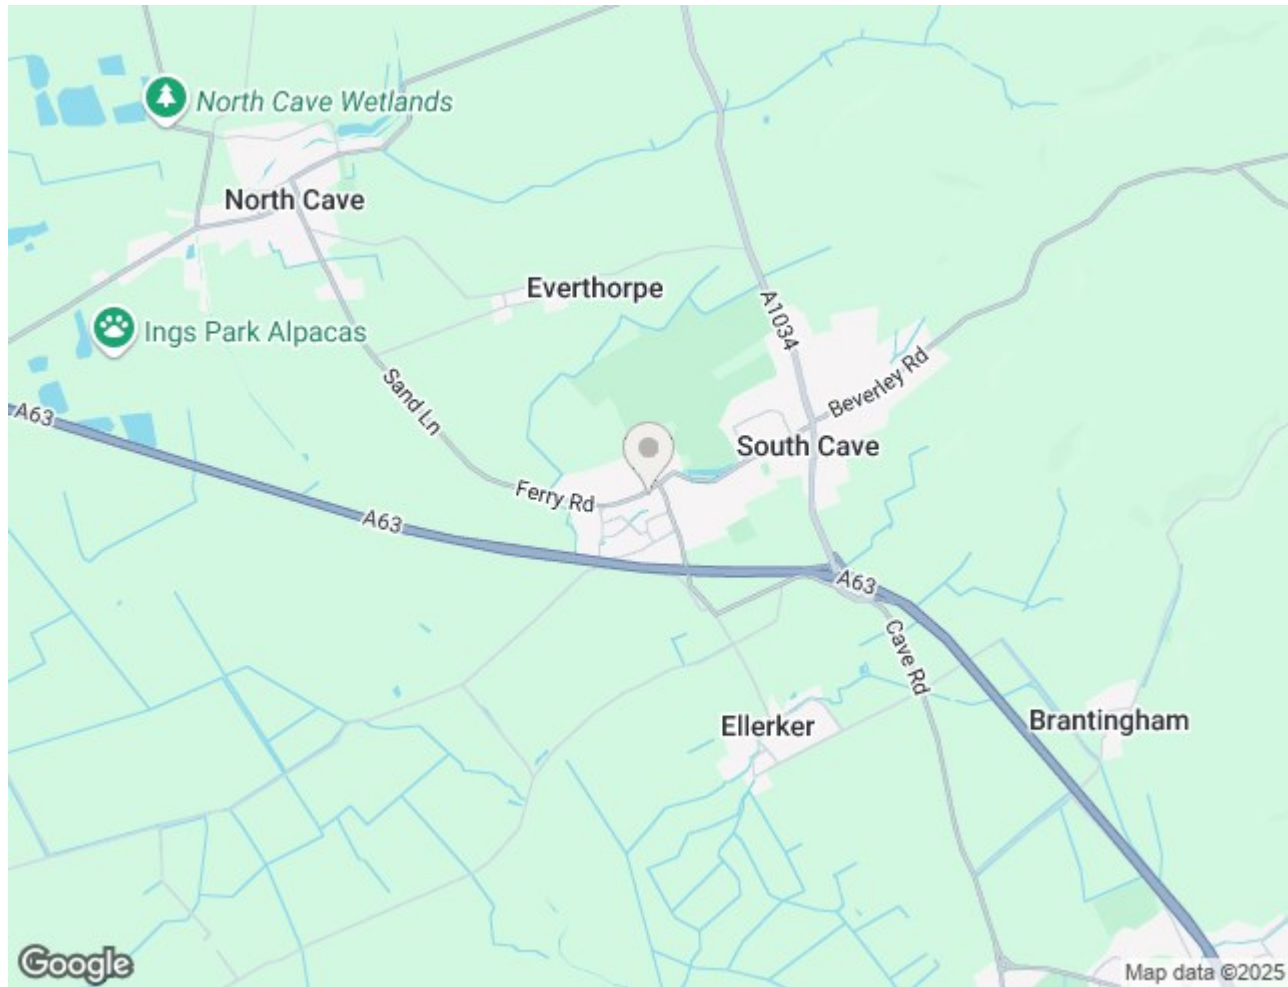 North Cave Wetlands
North Cave
Everthorpe
A1034
Ings Park Alpacas
Beverley Rd
Sand Ln
A63
South Cave
Ferry Rd
A63
A63
Cave Rd
Ellerker
Brantingham
Google
Map data ©2025